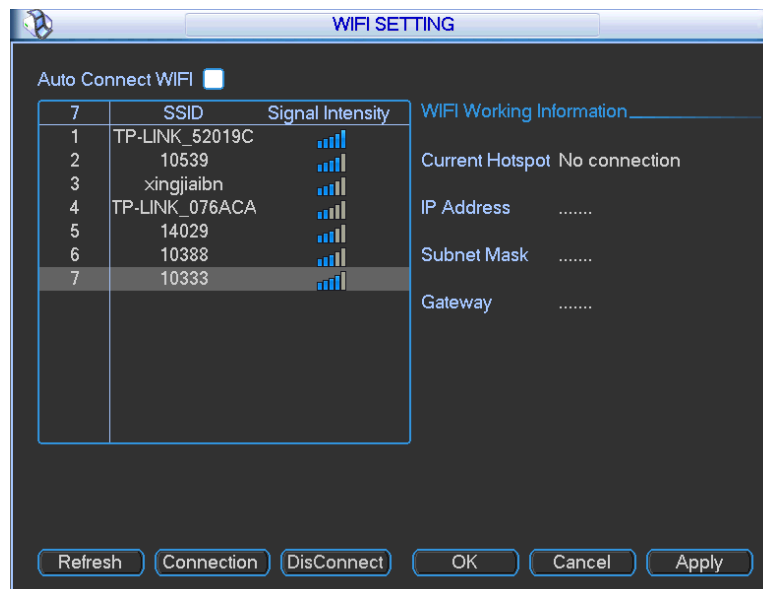 WIFI SETTING
Auto Connect WIFI
7 SSID Signal Intensity
1 TP-LINK_52019C
2 10539
3 xingjiaibn
4 TP-LINK_076ACA
5 14029
6 10388
7 10333
WIFI Working Information
Current Hotspot No connection
IP Address .......
Subnet Mask .......
Gateway .......
Refresh Connection DisConnect OK Cancel Apply